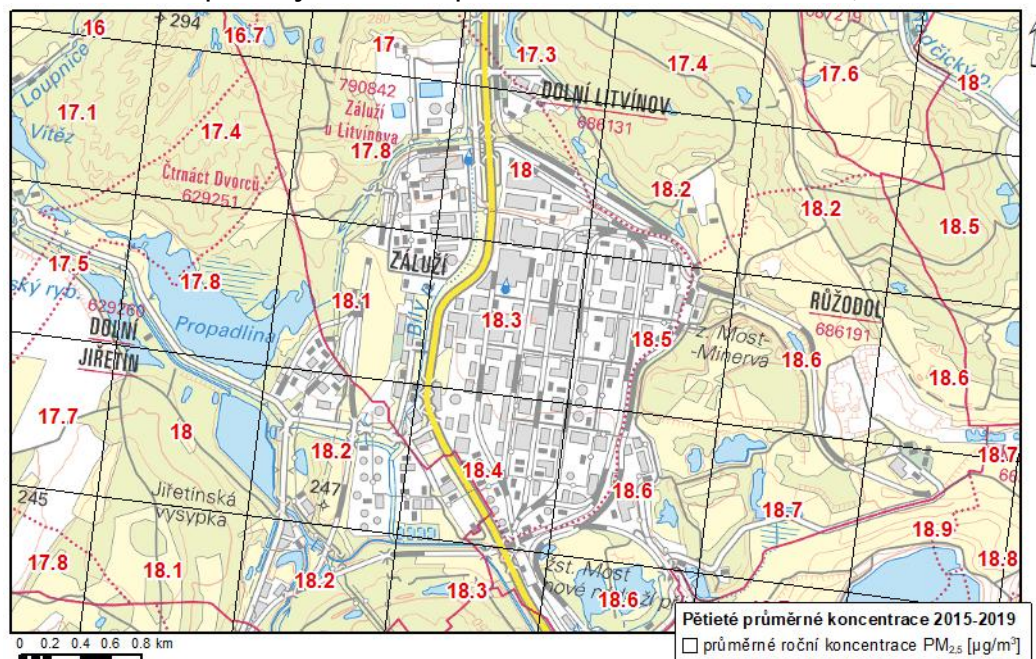 294
16
16.7
17
17.3
17.4
17.6
18
Loupnice
17.1
Vítěz
17.4
790842
Záluží
u Litvínova
17.8
DOLNÍ LITVÍNOV
686131
Čtrnáct Dvorců
629251
18
18.2
18.2
310
18.5
17.5
17.8
ský ryb.
629260
DOLNÍ
JIŘETÍN
Propadlina
ZÁLUŽÍ
18.1
Bílý
18.3
18.5
RŮŽODOL
686191
z. Most-
-Minerva
18.6
18.6
17.7
18
18.2
18.4
18.6
18.7
18.7
245
Jiřetínská
výsypka
247
17.8
18.1
18.2
18.3
18.6
18.9
18.8
žst. Most
nové
0 0.2 0.4 0.6 0.8 km
Pětileté průměrné koncentrace 2015-2019
průměrné roční koncentrace PM2,5 [µg/m³]